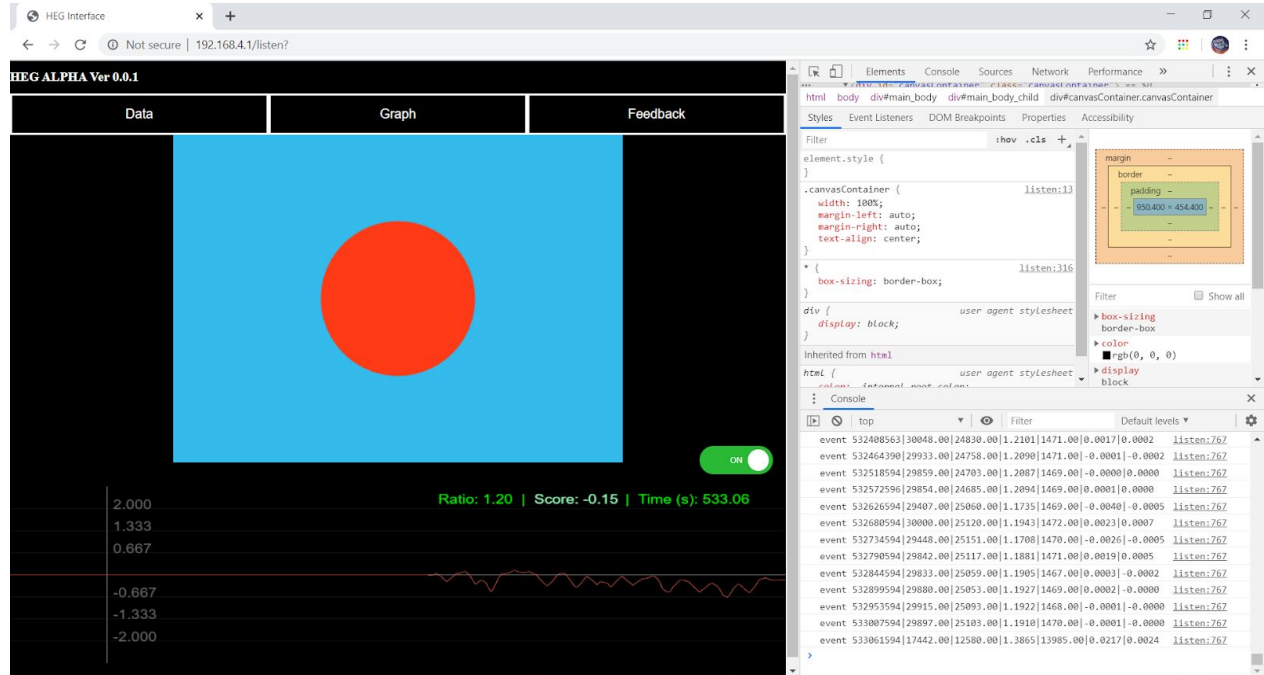 HEG Interface
Not secure | 192.168.4.1/listen?
HEG ALPHA Ver 0.0.1
Data Graph Feedback
ON
Ratio: 1.20 | Score: -0.15 | Time (s): 533.06
2.000
1.333
0.667
-0.667
-1.333
-2.000
Elements Console Sources Network Performance »
html body div#main_body div#main_body_child div#canvasContainer.canvasContainer
Styles Event Listeners DOM Breakpoints Properties Accessibility
Filter :hov .cls +
element.style {
}
.canvasContainer { listen:13
width: 100%;
margin-left: auto;
margin-right: auto;
text-align: center;
}
* { listen:316
box-sizing: border-box;
}
div { user agent stylesheet
display: block;
}
Inherited from html
html { user agent stylesheet
margin -
border -
padding -
950.400 × 454.400
Filter Show all
box-sizing
border-box
color
rgb(0, 0, 0)
display
block
Console
top Filter Default levels ▼
event 532408563|30048.00|24830.00|1.2101|1471.00|0.0017|0.0002 listen:767
event 532464390|29933.00|24758.00|1.2090|1471.00|-0.0001|-0.0002 listen:767
event 532518594|29859.00|24703.00|1.2087|1469.00|-0.0000|0.0000 listen:767
event 532572596|29854.00|24685.00|1.2094|1469.00|0.0001|0.0000 listen:767
event 532626594|29407.00|25060.00|1.1735|1469.00|-0.0040|-0.0005 listen:767
event 532680594|30000.00|25120.00|1.1943|1472.00|0.0023|0.0007 listen:767
event 532734594|29448.00|25151.00|1.1708|1470.00|-0.0026|-0.0005 listen:767
event 532790594|29842.00|25117.00|1.1881|1471.00|0.0019|0.0005 listen:767
event 532844594|29833.00|25059.00|1.1905|1467.00|0.0003|-0.0002 listen:767
event 532899594|29880.00|25053.00|1.1927|1469.00|0.0002|-0.0000 listen:767
event 532953594|29915.00|25093.00|1.1922|1468.00|-0.0001|-0.0000 listen:767
event 533007594|29897.00|25103.00|1.1910|1470.00|-0.0001|-0.0000 listen:767
event 533061594|17442.00|12580.00|1.3865|13985.00|0.0217|0.0024 listen:767